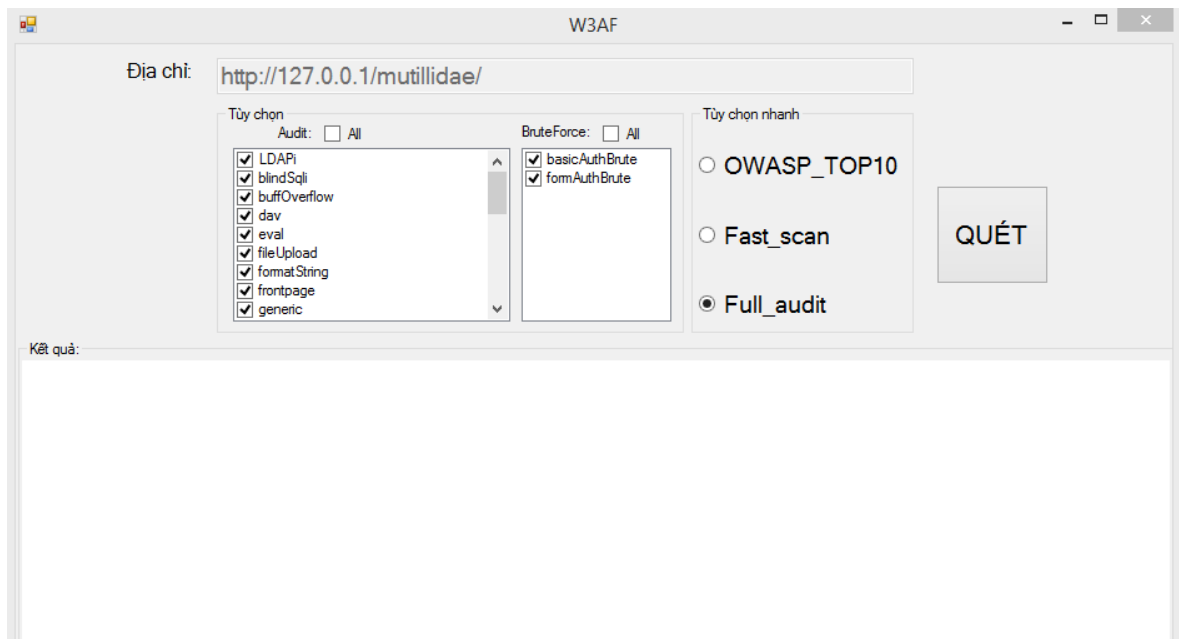 W3AF
Địa chỉ:
http://127.0.0.1/mutillidae/
Tùy chọn
Audit: All
LDAPi
blindSqli
buffOverflow
dav
eval
fileUpload
formatString
frontpage
generic
BruteForce: All
basicAuthBrute
formAuthBrute
Tùy chọn nhanh
OWASP_TOP10
Fast_scan
Full_audit
QUÉT
Kết quả: